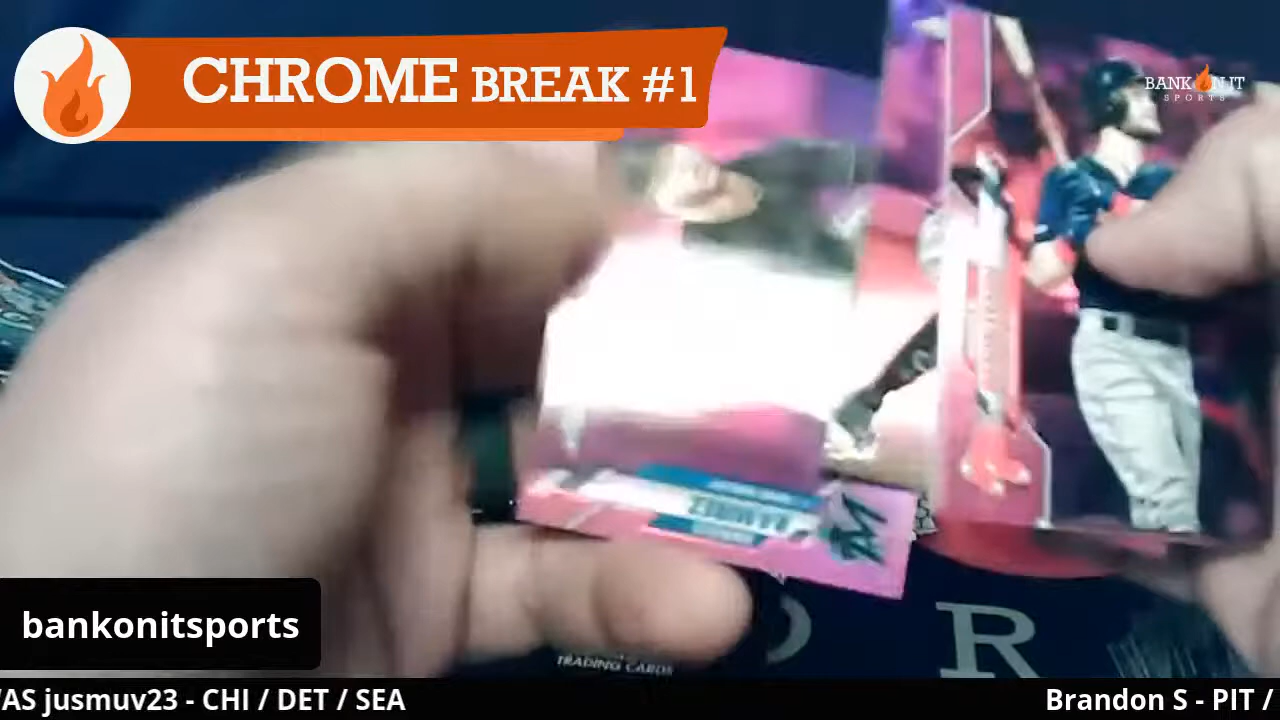 CHROME BREAK #1
BANK ON IT
SPORTS
bankonitsports
TRADING CARDS
R
/AS jusmuv23 - CHI / DET / SEA
Brandon S - PIT /